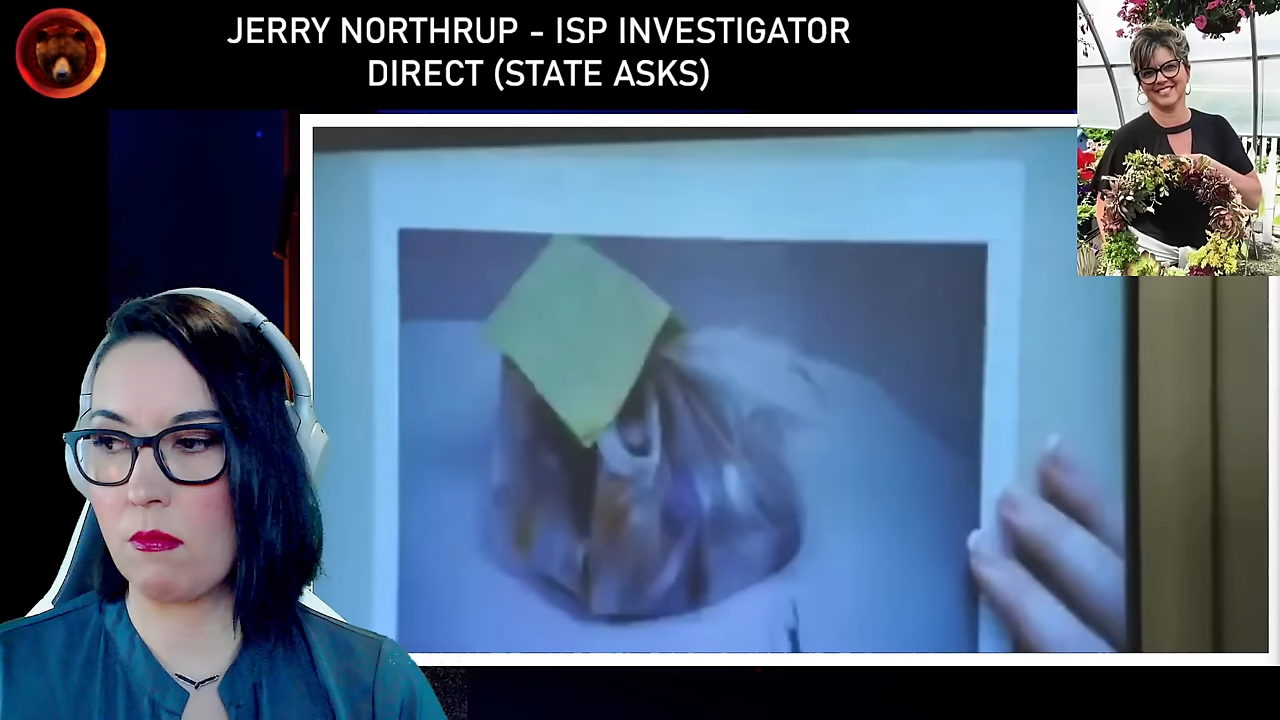 JERRY NORTHRUP - ISP INVESTIGATOR
DIRECT (STATE ASKS)